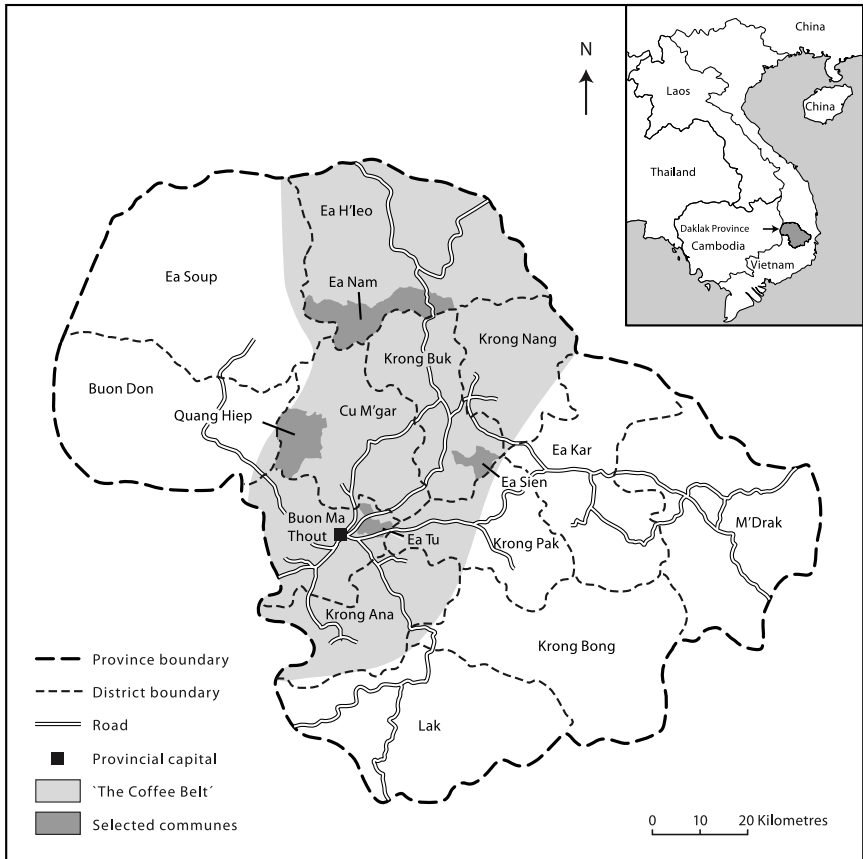 N
China
Laos
China
Thailand
Daklak Province
Cambodia
Vietnam
Ea H'leo
Ea Soup
Ea Nam
Krong Nang
Krong Buk
Buon Don
Quang Hiep
Cu M'gar
Ea Kar
Ea Sien
Buon Ma
Thout
Ea Tu
M'Drak
Krong Pak
Krong Ana
Krong Bong
Lak
Province boundary
District boundary
Road
Provincial capital
`The Coffee Belt´
Selected communes
0 10 20 Kilometres